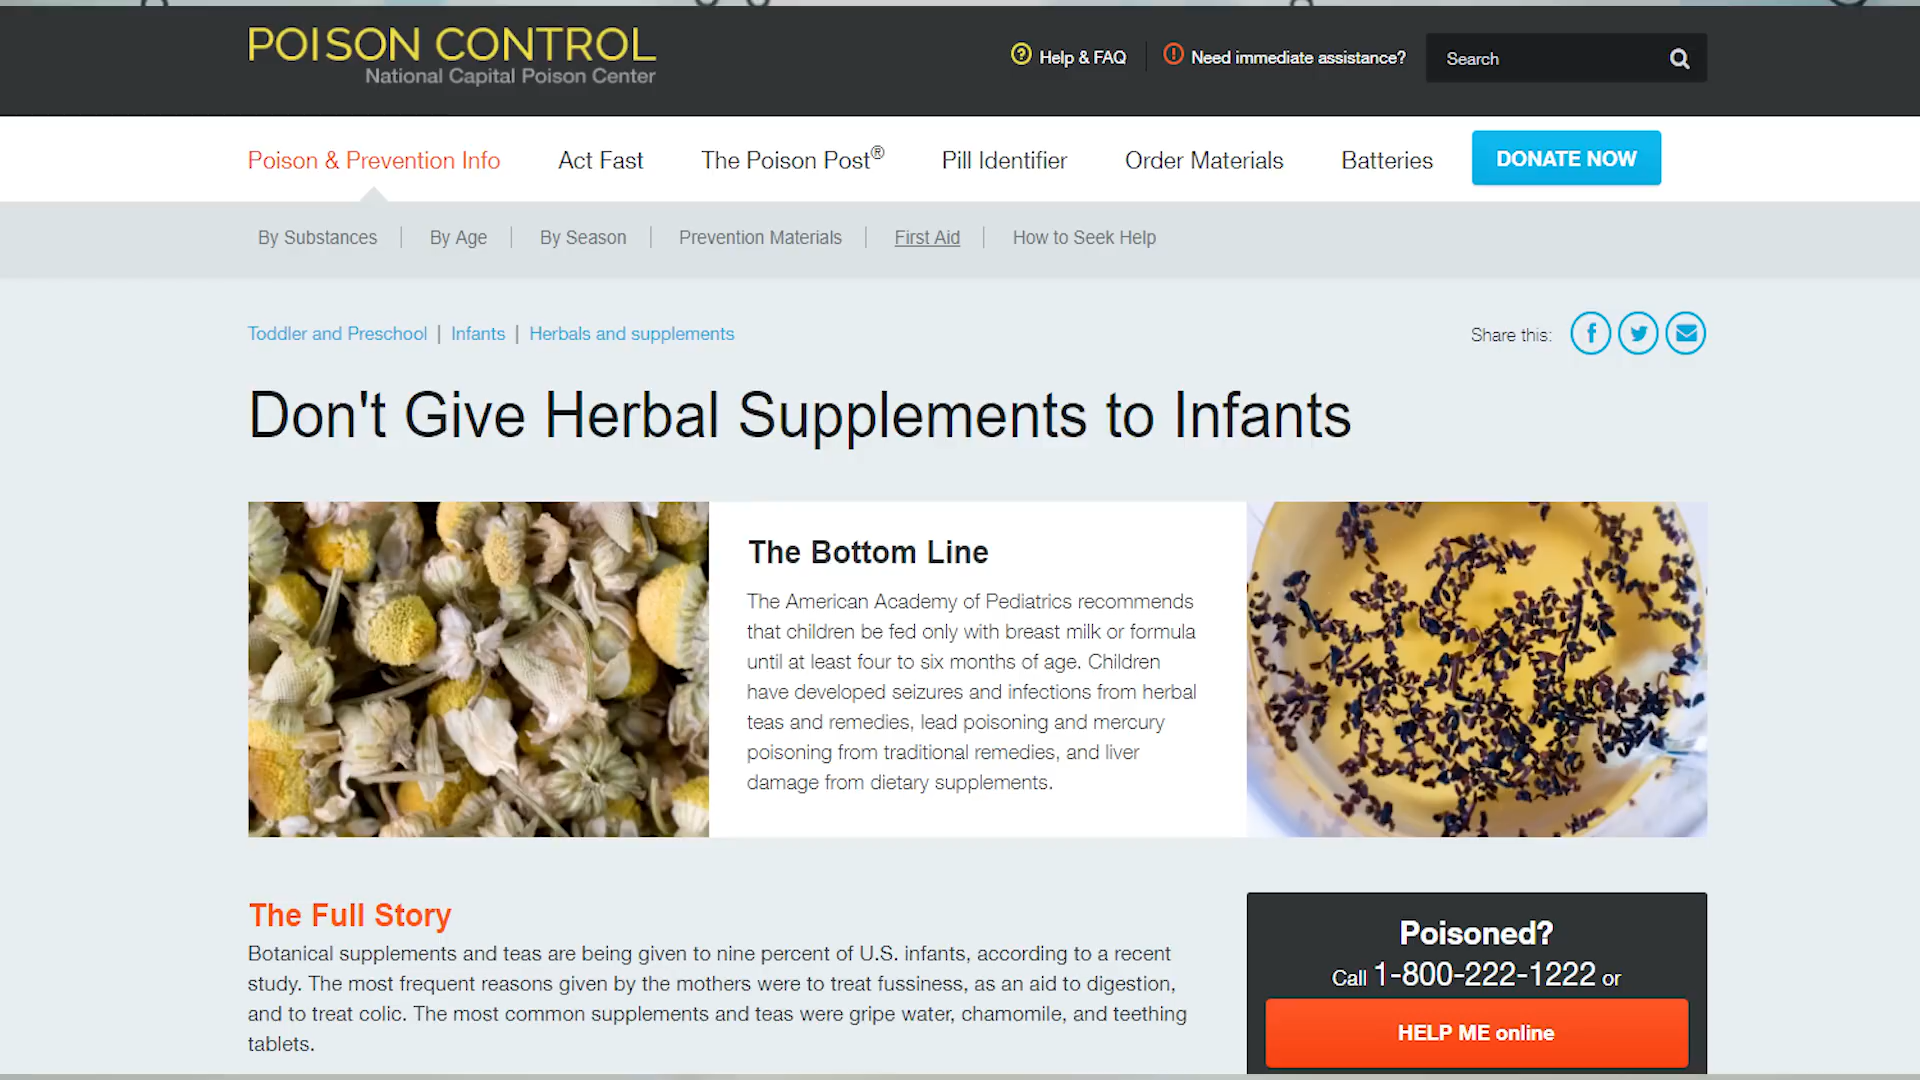 POISON CONTROL
National Capital Poison Center
Help & FAQ
Need immediate assistance?
Search
Poison & Prevention Info
Act Fast
The Poison Post®
Pill Identifier
Order Materials
Batteries
DONATE NOW
By Substances
By Age
By Season
Prevention Materials
First Aid
How to Seek Help
Toddler and Preschool | Infants | Herbals and supplements
Share this:
Don't Give Herbal Supplements to Infants
The Bottom Line
The American Academy of Pediatrics recommends
that children be fed only with breast milk or formula
until at least four to six months of age. Children
have developed seizures and infections from herbal
teas and remedies, lead poisoning and mercury
poisoning from traditional remedies, and liver
damage from dietary supplements.
The Full Story
Botanical supplements and teas are being given to nine percent of U.S. infants, according to a recent
study. The most frequent reasons given by the mothers were to treat fussiness, as an aid to digestion,
and to treat colic. The most common supplements and teas were gripe water, chamomile, and teething
tablets.
Poisoned?
Call 1-800-222-1222 or
HELP ME online